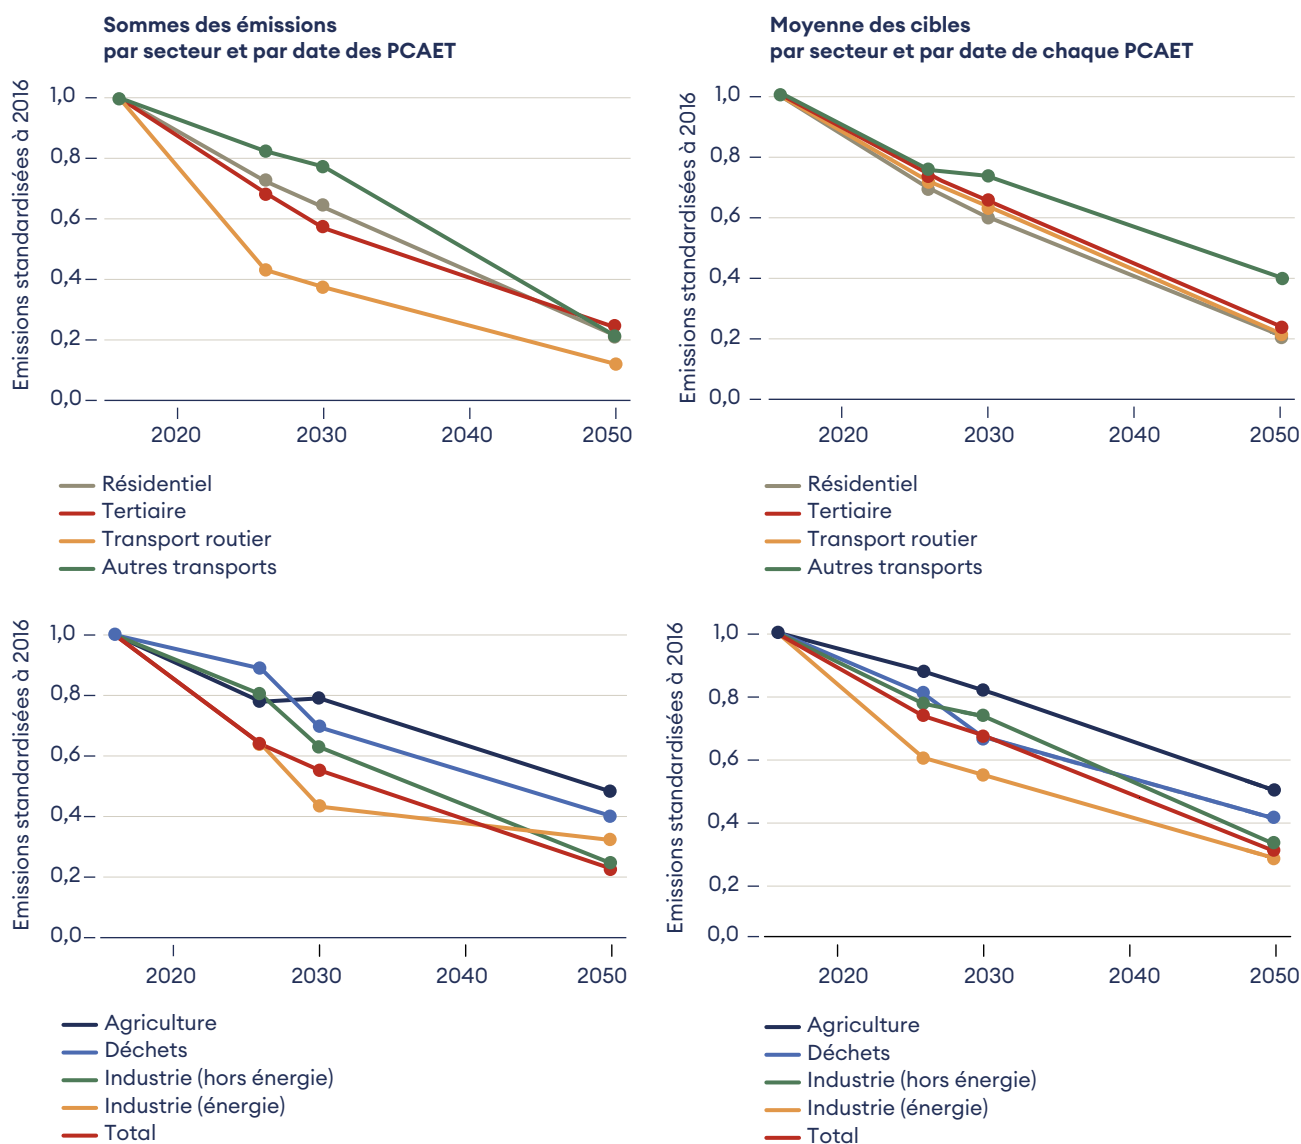 Sommes des émissions
par secteur et par date des PCAET
Emissions standardisées à 2016
1,0
0,8
0,6
0,4
0,2
0,0
2020 2030 2040 2050
Résidentiel
Tertiaire
Transport routier
Autres transports
Moyenne des cibles
par secteur et par date de chaque PCAET
Emissions standardisées à 2016
1,0
0,8
0,6
0,4
0,2
0,0
2020 2030 2040 2050
Résidentiel
Tertiaire
Transport routier
Autres transports
Emissions standardisées à 2016
1,0
0,8
0,6
0,4
0,2
0,0
2020 2030 2040 2050
Agriculture
Déchets
Industrie (hors énergie)
Industrie (énergie)
Total
Emissions standardisées à 2016
1,0
0,8
0,6
0,4
0,2
0,0
2020 2030 2040 2050
Agriculture
Déchets
Industrie (hors énergie)
Industrie (énergie)
Total